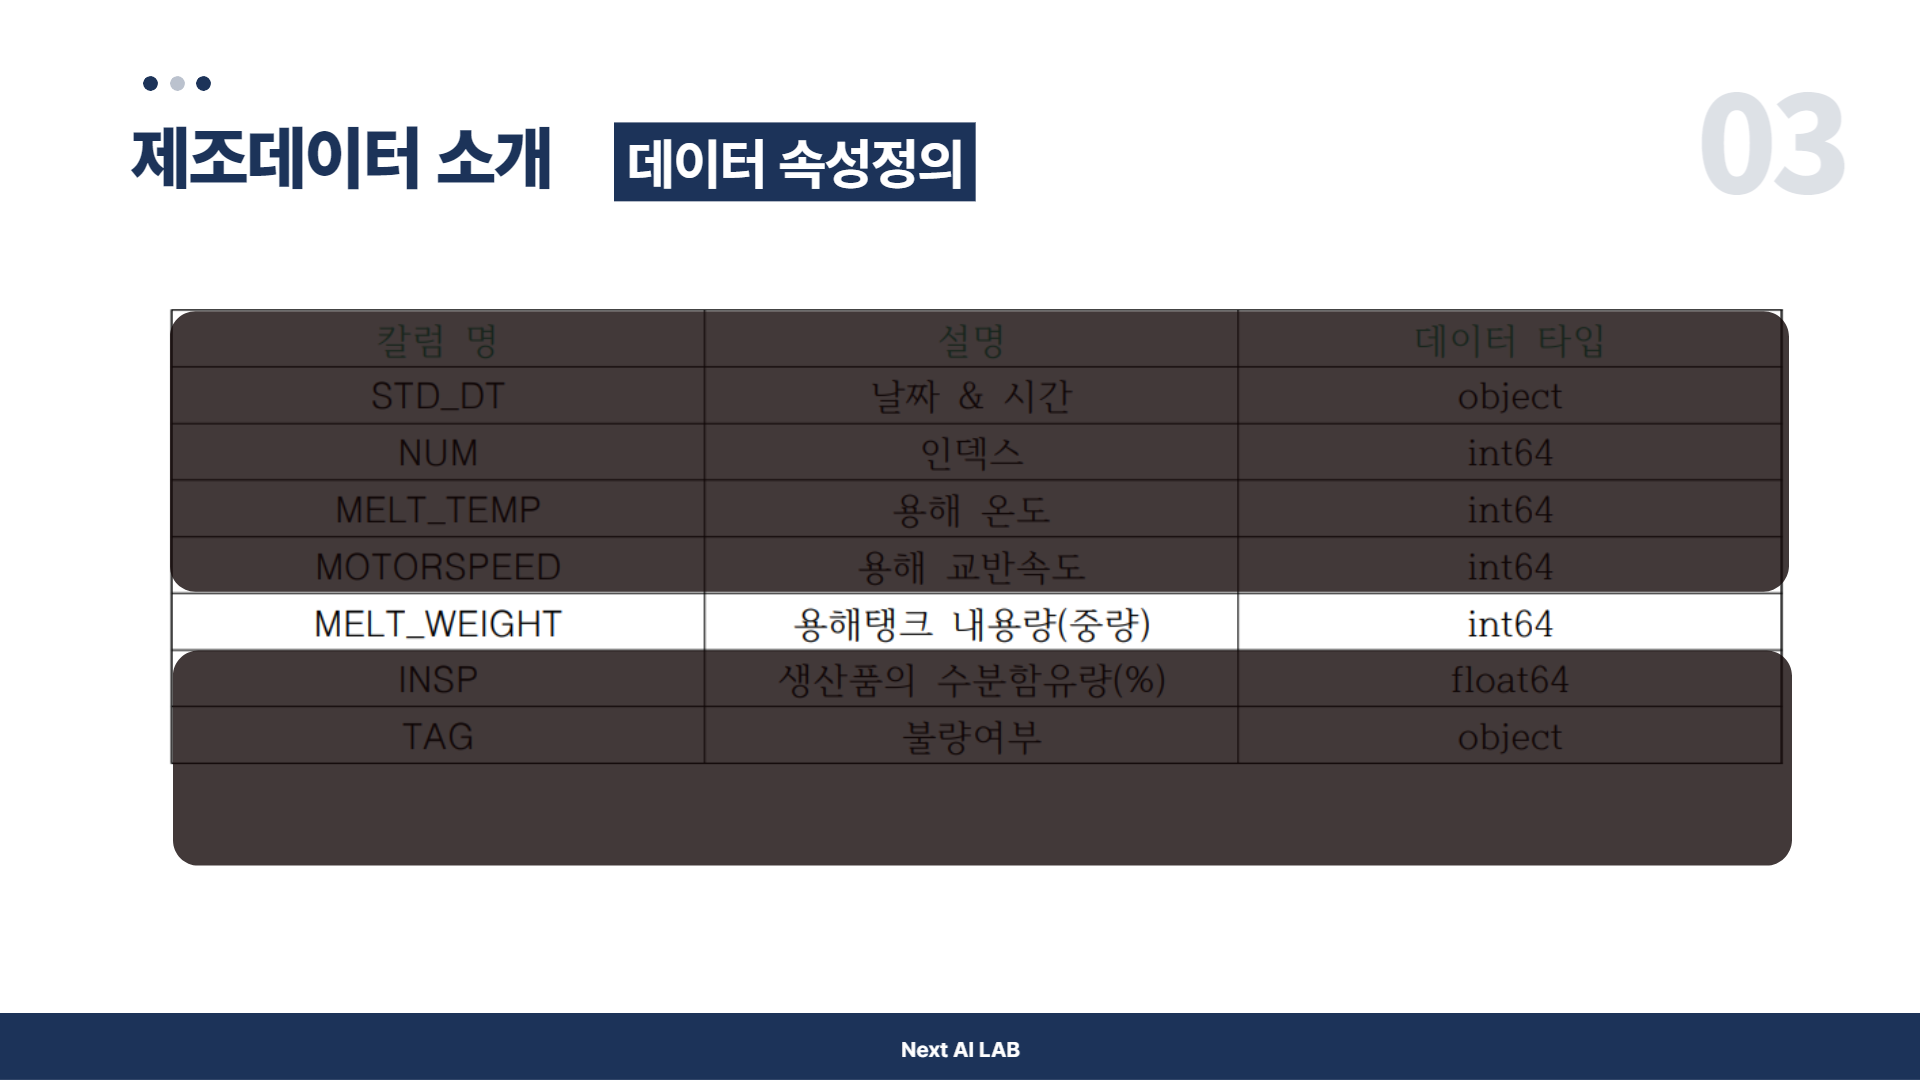 제조데이터 소개 데이터 속성정의 03
칼럼 명 설명 데이터 타입
STD_DT 날짜 & 시간 object
NUM 인덱스 int64
MELT_TEMP 용해 온도 int64
MOTORSPEED 용해 교반속도 int64
MELT_WEIGHT 용해탱크 내용량(중량) int64
INSP 생산품의 수분함유량(%) float64
TAG 불량여부 object
Next AI LAB